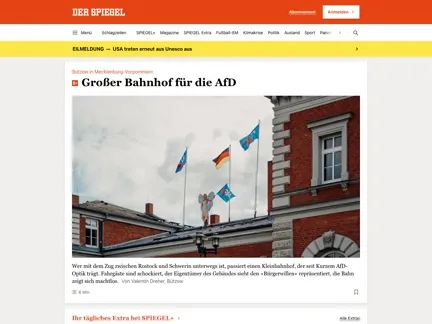 DER SPIEGEL
Abonnement
Anmelden
Menü Schlagzeilen SPIEGEL+ Magazine SPIEGEL Extra Fußball-EM Klimakrise Politik Ausland Sport
EILMELDUNG → USA treten erneut aus Unesco aus
Bützow in Mecklenburg-Vorpommern
Großer Bahnhof für die AfD
Wer mit dem Zug zwischen Rostock und Schwerin unterwegs ist, passiert einen Kleinbahnhof, der seit Kurzem AfD-
Optik trägt. Fahrgäste sind schockiert, der Eigentümer des Gebäudes sieht den »Bürgerwillen« repräsentiert, die Bahn
zeigt sich machtlos. Von Valentin Dreher, Bützow
6 Min
Ihr tägliches Extra bei SPIEGEL+
Alle Extras